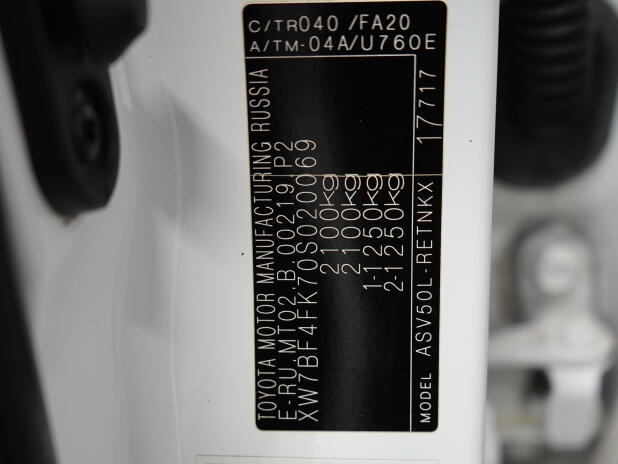 C/TR040 /FA20
A/TM-04A/U760E
TOYOTA MOTOR MANUFACTURING RUSSIA
E-RU.MT02.B.00219.P2
XW7BF4FK70S020069
2100kg
2100kg
1-1250kg
2-1250kg
MODEL ASV50L-RETNKX 17717